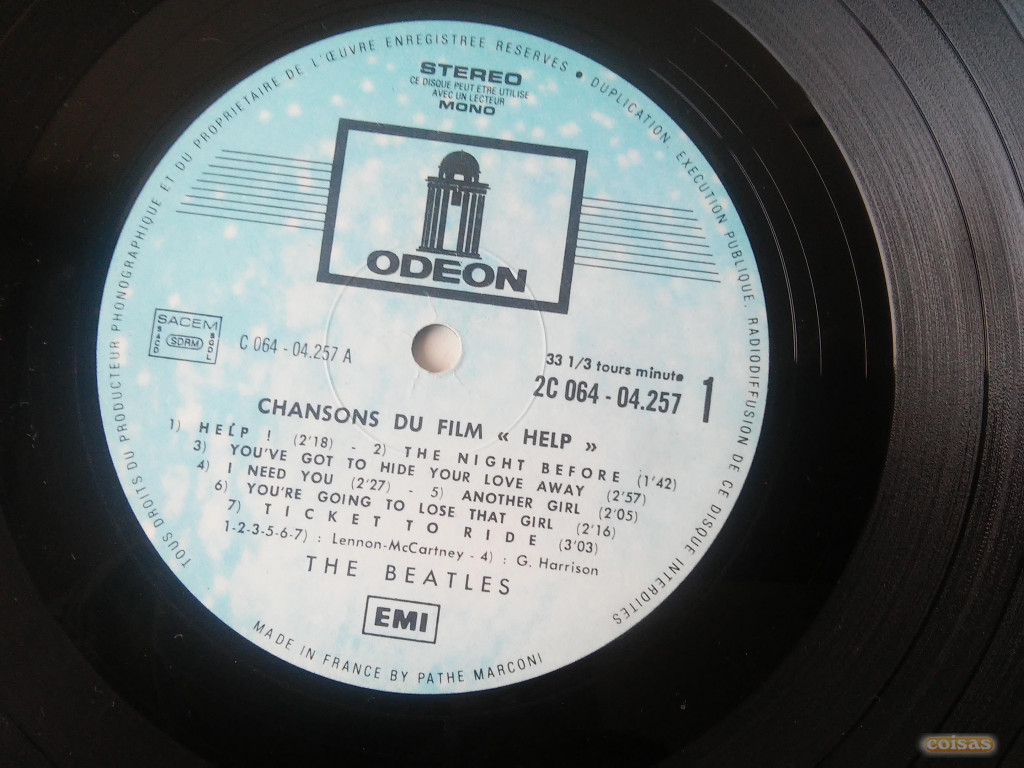 TOUS DROITS DU PRODUCTEUR PHONOGRAPHIQUE ET DU PROPRIETAIRE DE L'ŒUVRE ENREGISTREE RESERVES • DUPLICATION EXECUTION PUBLIQUE, RADIODIFFUSION DE CE DISQUE INTERDITES
STEREO
CE DISQUE PEUT ETRE UTILISE
AVEC UN LECTEUR
MONO
ODEON
SACEM
SACD SDRM SGDL
C 064 - 04.257 A
33 1/3 tours minute
2C 064 - 04.257 1
CHANSONS DU FILM « HELP »
1) HELP ! (2'18) - 2) THE NIGHT BEFORE (1'42)
3) YOU'VE GOT TO HIDE YOUR LOVE AWAY (2'57)
4) I NEED YOU (2'27) - 5) ANOTHER GIRL (2'05)
6) YOU'RE GOING TO LOSE THAT GIRL (2'16)
7) TICKET TO RIDE (3'03)
1-2-3-5-6-7) : Lennon-McCartney - 4) : G. Harrison
THE BEATLES
EMI
MADE IN FRANCE BY PATHE MARCONI
coisas